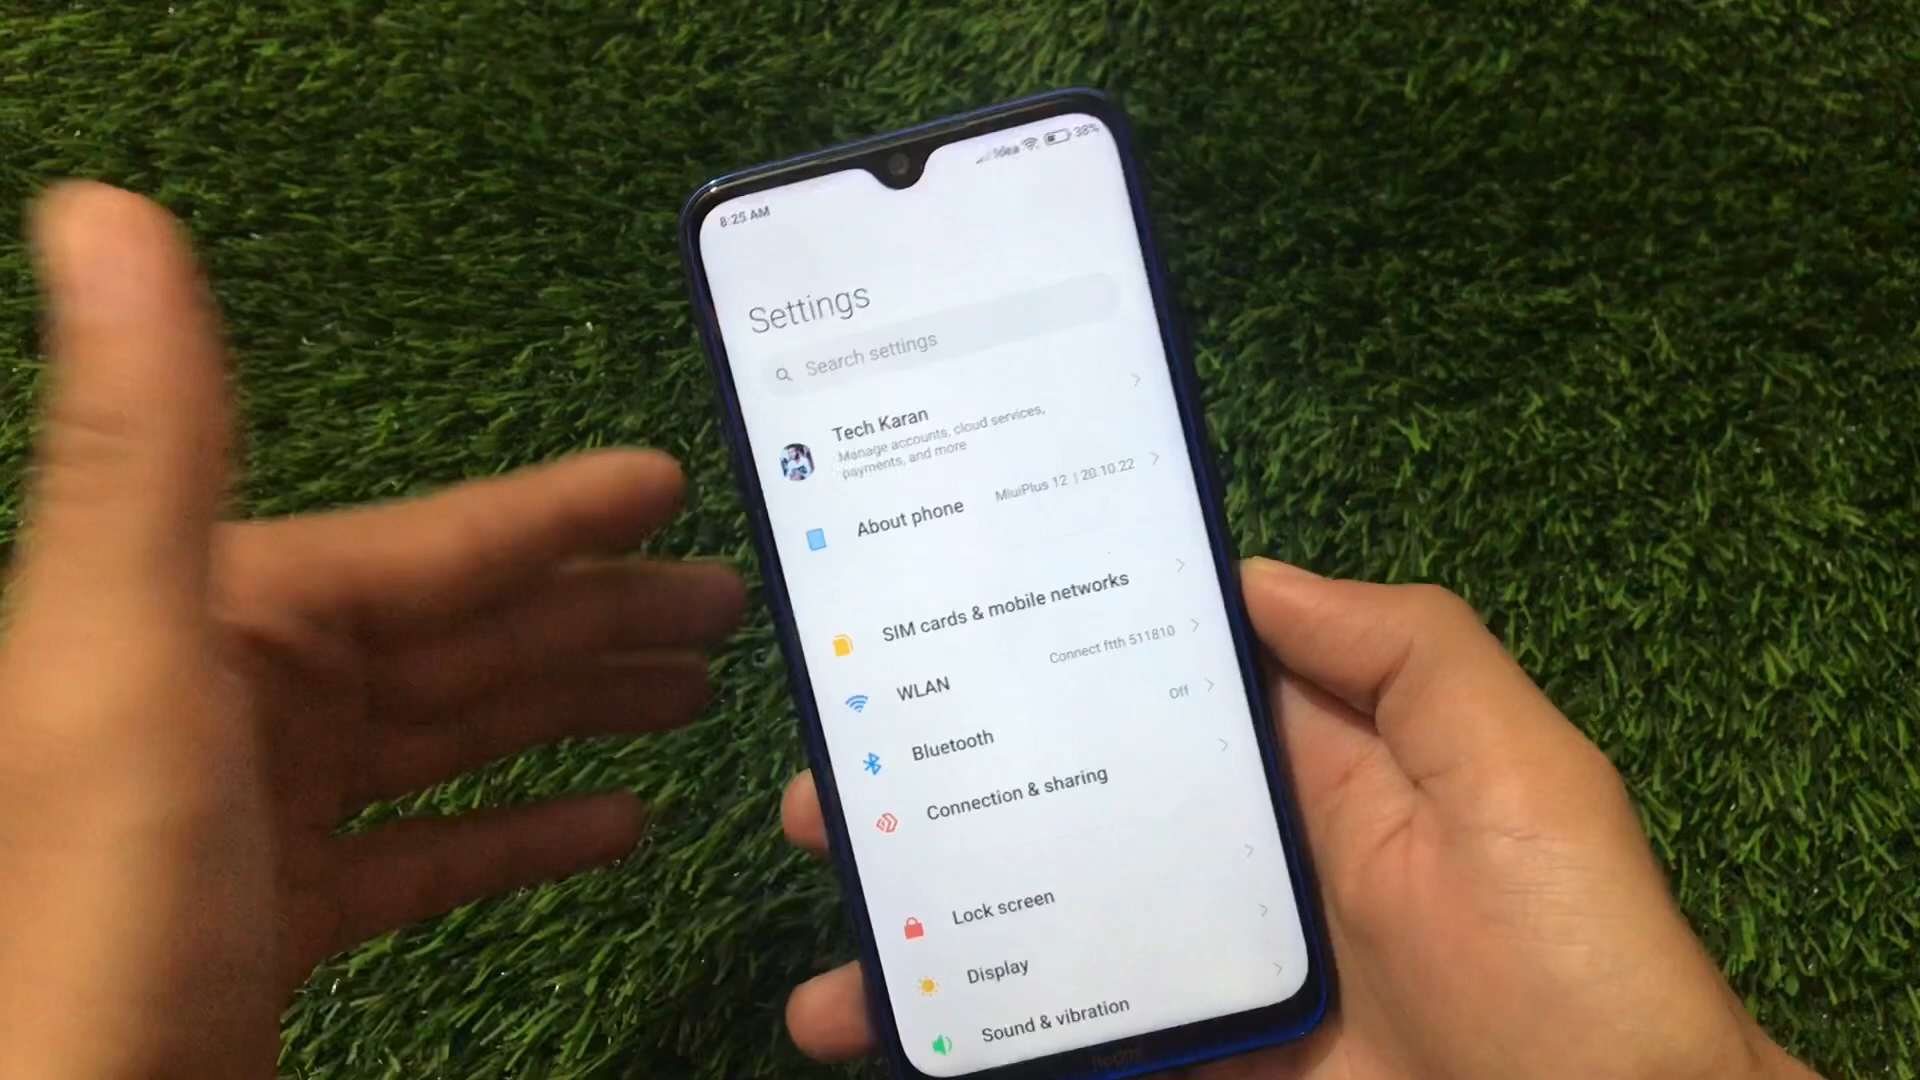 8:25 AM
Idea 38%
Settings
Search settings
Tech Karan
Manage accounts, cloud services,
payments, and more
About phone
MiuiPlus 12 | 20.10.22
SIM cards & mobile networks
WLAN
Connect ftth 511810
Bluetooth
Off
Connection & sharing
Lock screen
Display
Sound & vibration
Redmi